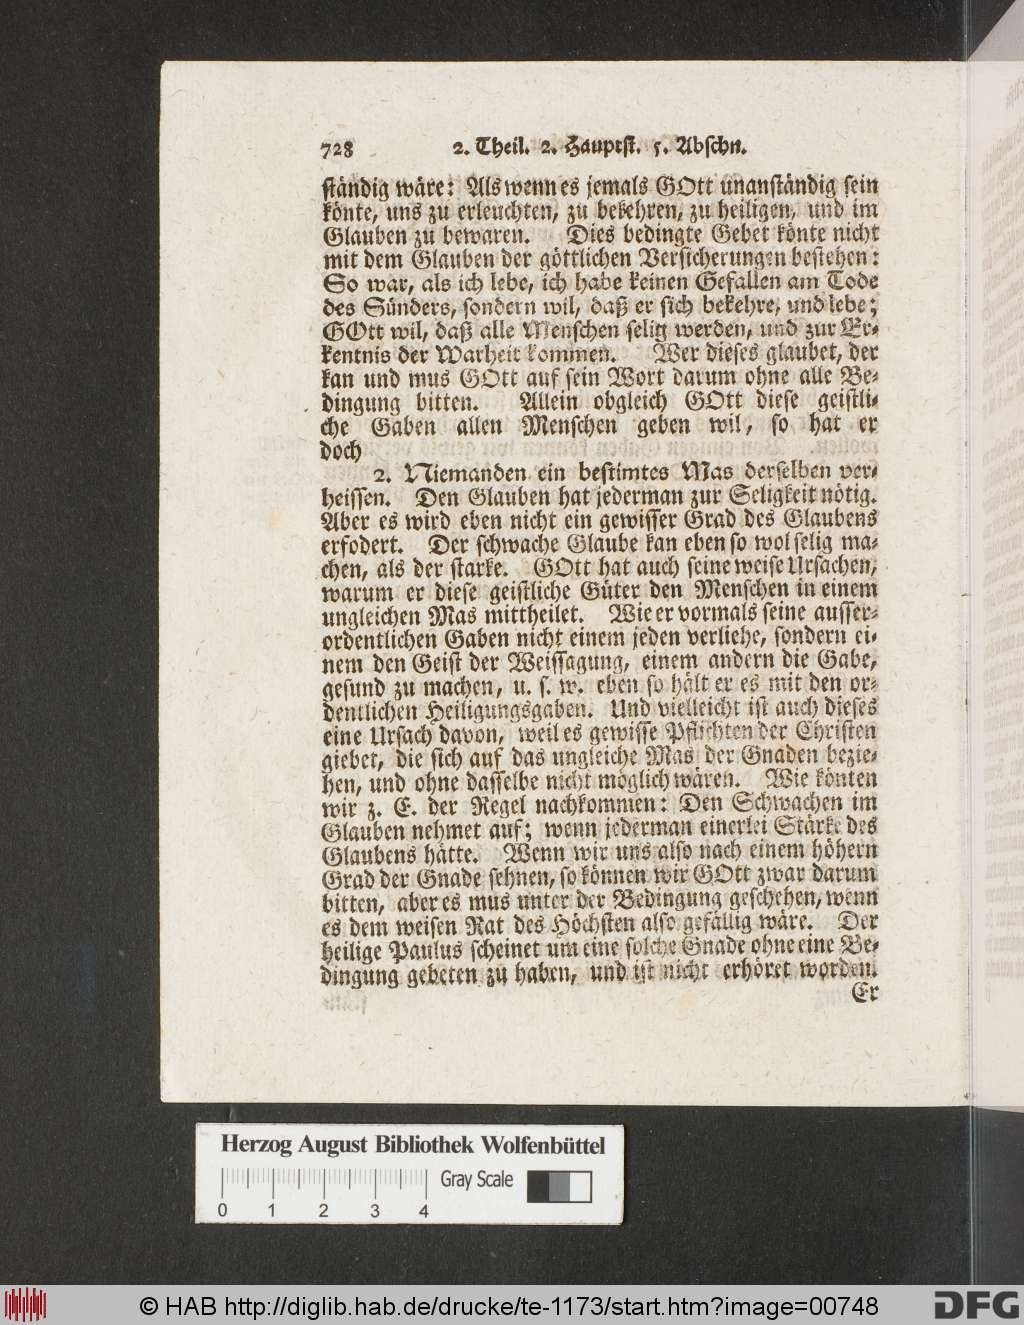 728 2. Theil. 2. Hauptst. 5. Abschn.
ständig wäre: Als wenn es jemals GOtt unanständig sein
könte, uns zu erleuchten, zu bekehren, zu heiligen, und im
Glauben zu bewaren. Dies bedingte Gebet könte nicht
mit dem Glauben der göttlichen Versicherungen bestehen:
So war, als ich lebe, ich habe keinen Gefallen am Tode
des Sünders, sondern wil, daß er sich bekehre, und lebe;
GOtt wil, daß alle Menschen selig werden, und zur Er-
kentnis der Warheit kommen. Wer dieses glaubet, der
kan und mus GOtt auf sein Wort darum ohne alle Be-
dingung bitten. Allein obgleich GOtt diese geistli-
che Gaben allen Menschen geben wil, so hat er
doch
2. Niemanden ein bestimtes Mas derselben ver-
heissen. Den Glauben hat jederman zur Seligkeit nötig.
Aber es wird eben nicht ein gewisser Grad des Glaubens
erfodert. Der schwache Glaube kan eben so wol selig ma-
chen, als der starke. GOtt hat auch seine weise Ursachen,
warum er diese geistliche Güter den Menschen in einem
ungleichen Mas mittheilet. Wie er vormals seine ausser-
ordentlichen Gaben nicht einem jeden verliehe, sondern ei-
nem den Geist der Weissagung, einem andern die Gabe,
gesund zu machen, u. s. w. eben so hält er es mit den or-
dentlichen Heiligungsgaben. Und vielleicht ist auch dieses
eine Ursach davon, weil es gewisse Pflichten der Christen
giebet, die sich auf das ungleiche Mas der Gnaden bezie-
hen, und ohne dasselbe nicht möglich wären. Wie könten
wir z. E. der Regel nachkommen: Den Schwachen im
Glauben nehmet auf; wenn jederman einerlei Stärke des
Glaubens hätte. Wenn wir uns also nach einem höhern
Grad der Gnade sehnen, so können wir GOtt zwar darum
bitten, aber es mus unter der Bedingung geschehen, wenn
es dem weisen Rat des Höchsten also gefällig wäre. Der
heilige Paulus scheinet um eine solche Gnade ohne eine Be-
dingung gebeten zu haben, und ist nicht erhöret worden.
Er
Herzog August Bibliothek Wolfenbüttel
Gray Scale
0 1 2 3 4
© HAB http://diglib.hab.de/drucke/te-1173/start.htm?image=00748
DFG